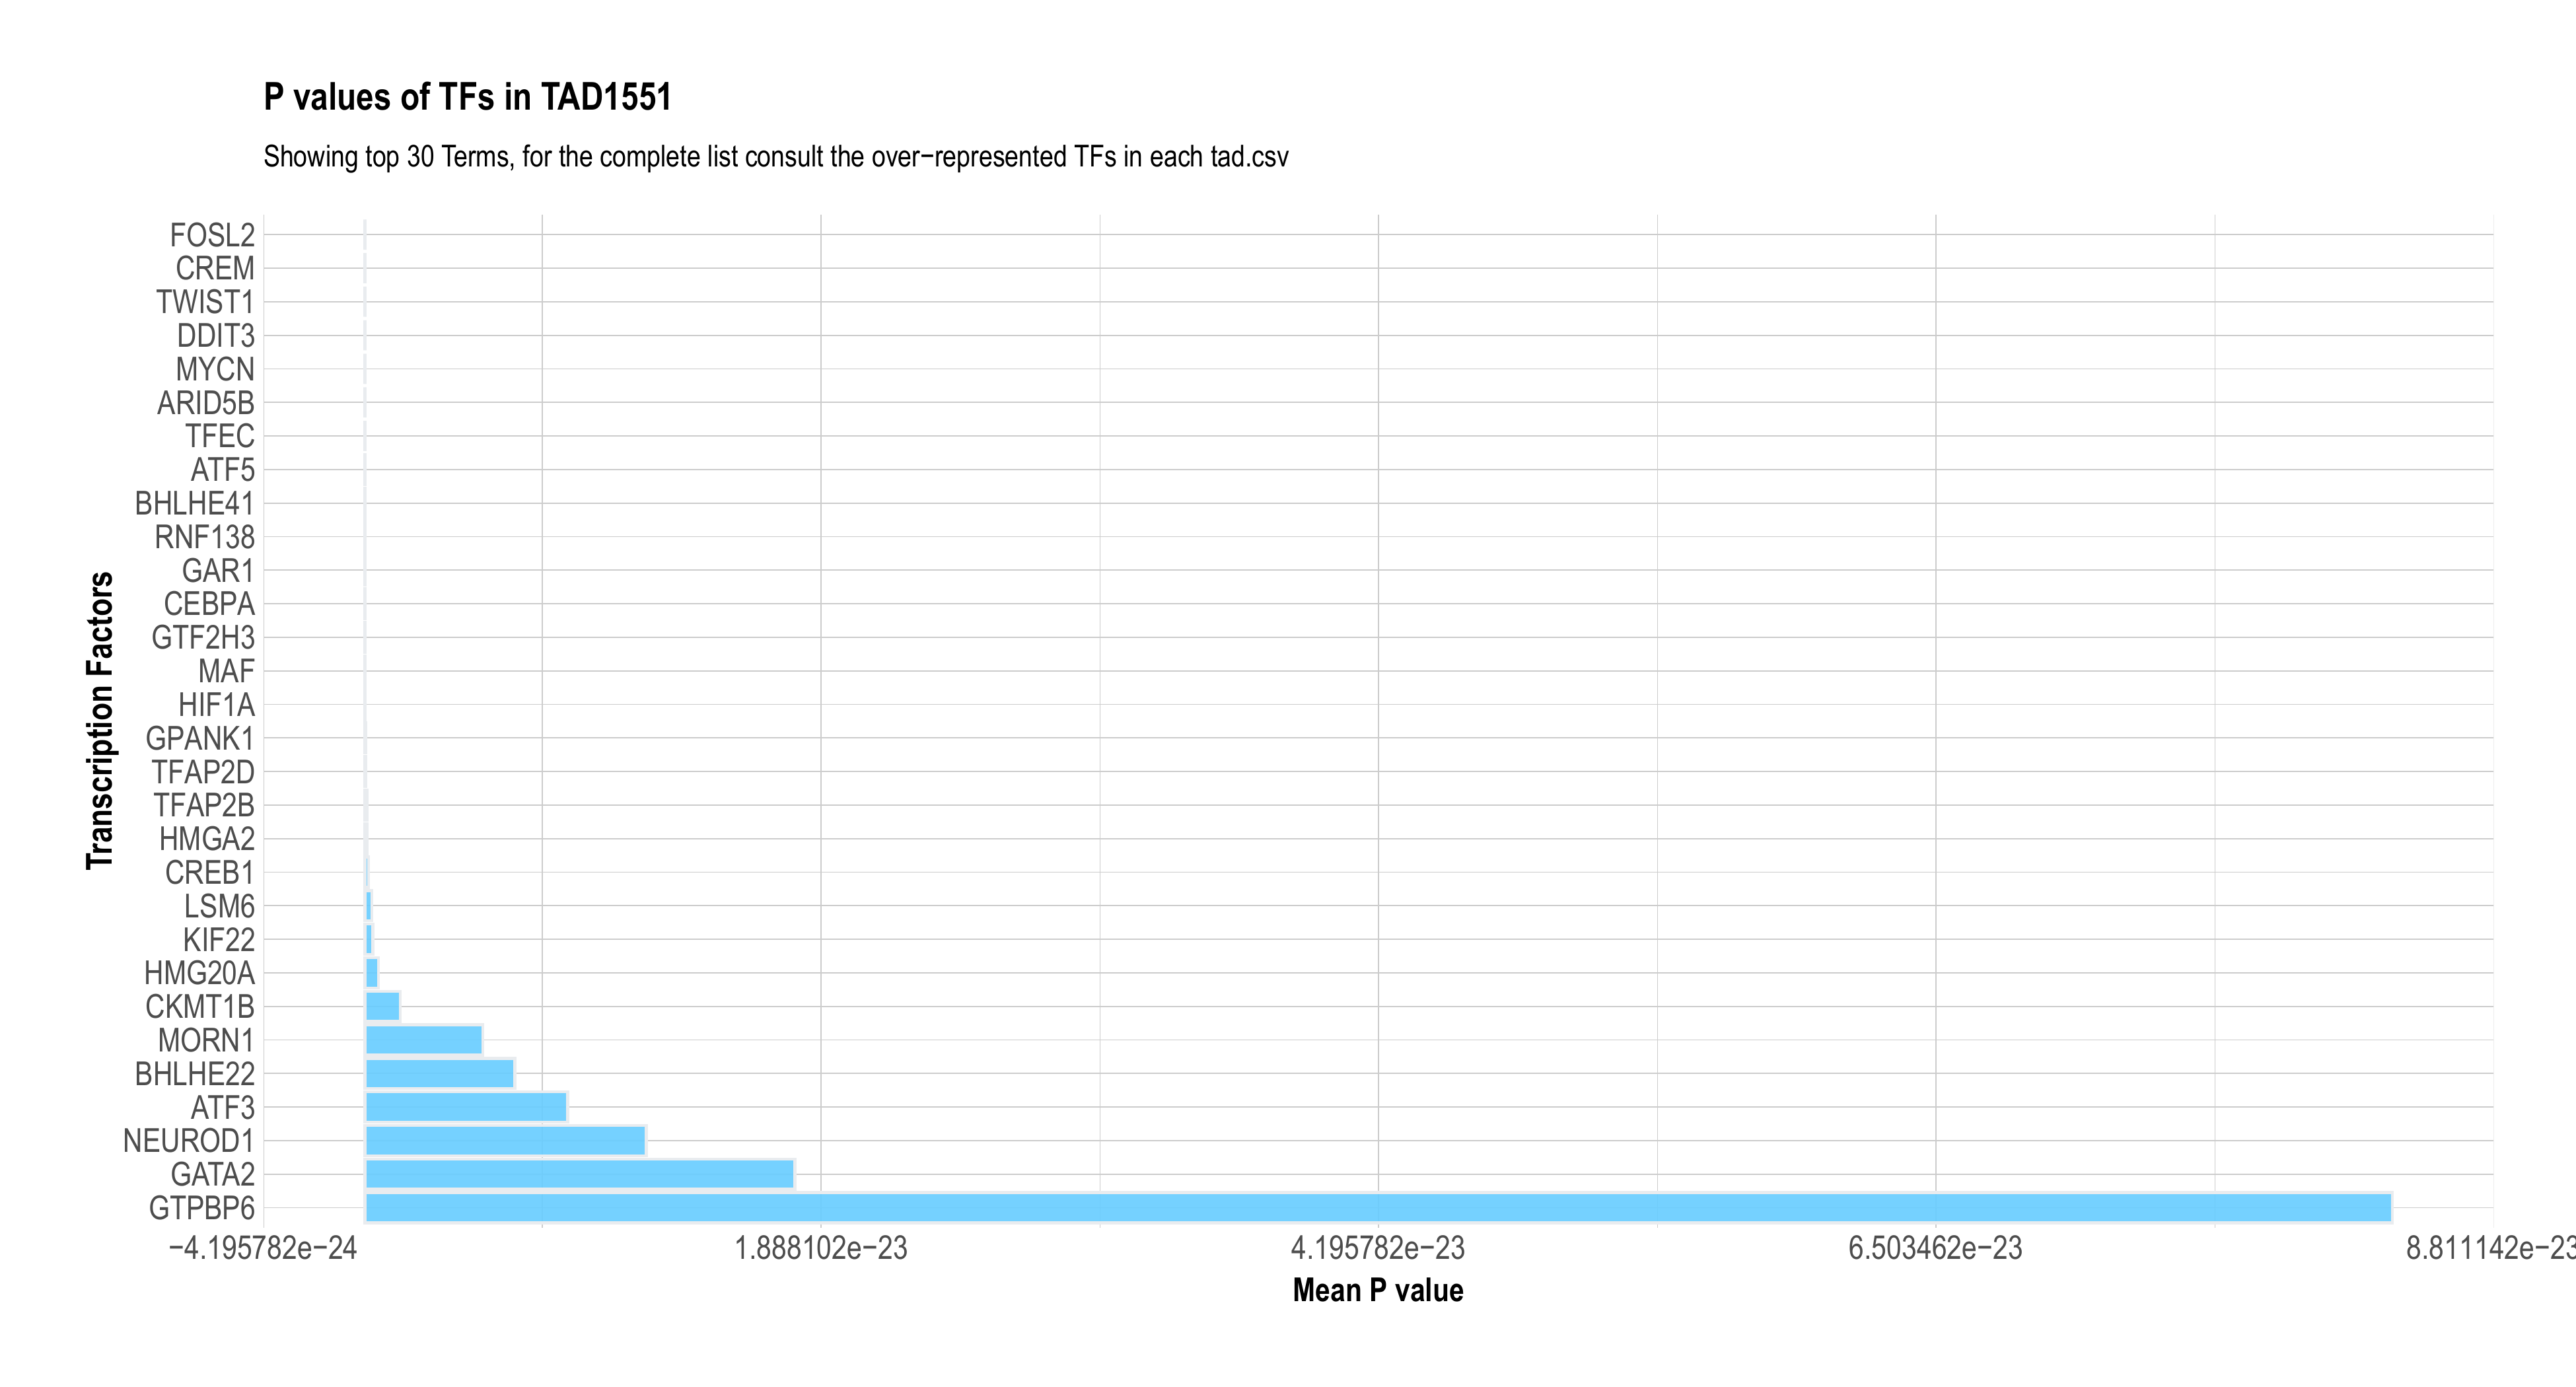 P values of TFs in TAD1551
Showing top 30 Terms, for the complete list consult the over−represented TFs in each tad.csv
Transcription Factors
FOSL2
CREM
TWIST1
DDIT3
MYCN
ARID5B
TFEC
ATF5
BHLHE41
RNF138
GAR1
CEBPA
GTF2H3
MAF
HIF1A
GPANK1
TFAP2D
TFAP2B
HMGA2
CREB1
LSM6
KIF22
HMG20A
CKMT1B
MORN1
BHLHE22
ATF3
NEUROD1
GATA2
GTPBP6
−4.195782e−24 1.888102e−23 4.195782e−23 6.503462e−23 8.811142e−23
Mean P value